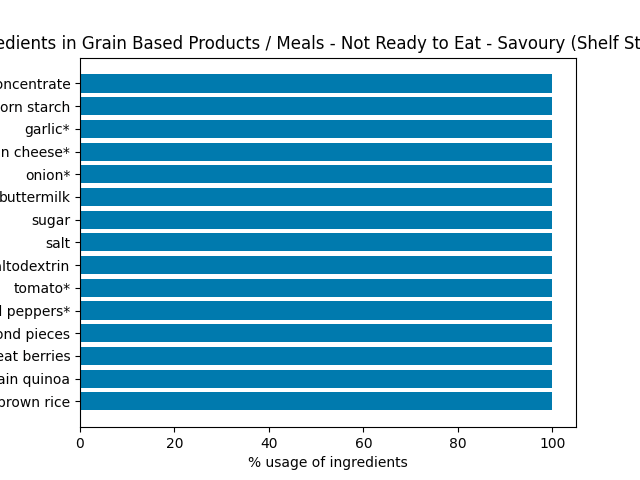 edients in Grain Based Products / Meals - Not Ready to Eat - Savoury (Shelf St
oncentrate
orn starch
garlic*
n cheese*
onion*
buttermilk
sugar
salt
altodextrin
tomato*
l peppers*
ond pieces
eat berries
ain quinoa
brown rice
0 20 40 60 80 100
% usage of ingredients